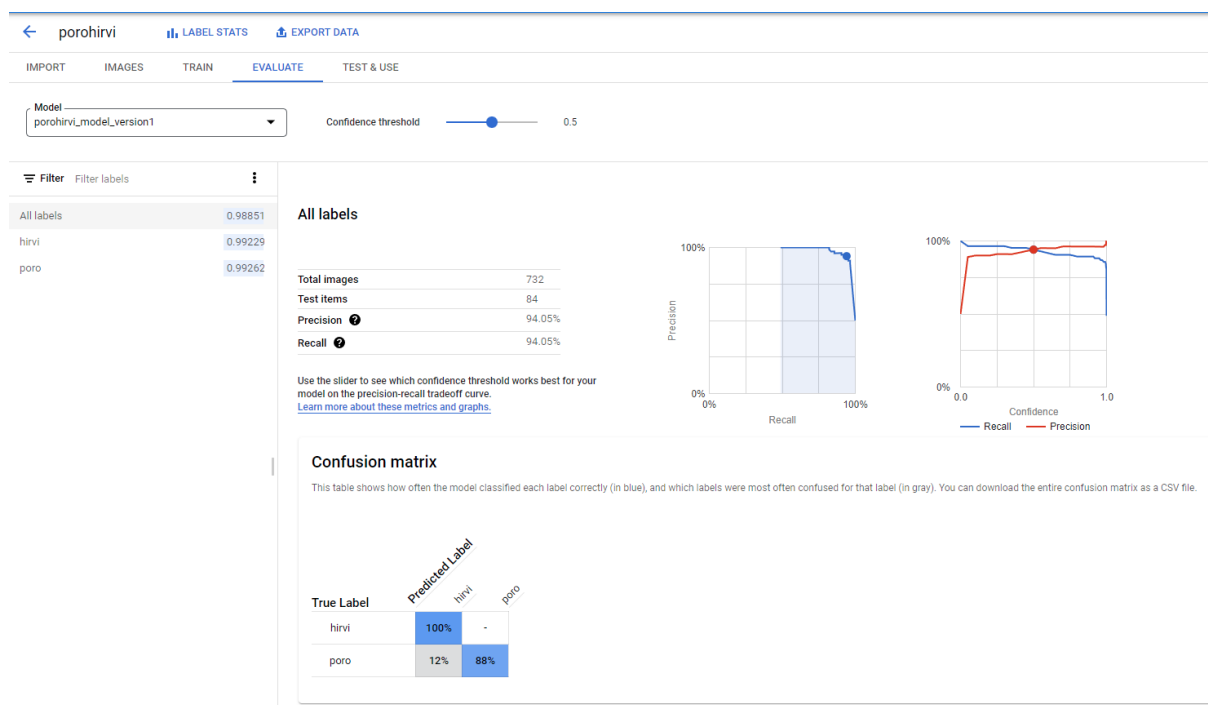 porohirvi LABEL STATS EXPORT DATA
IMPORT IMAGES TRAIN EVALUATE TEST & USE
Model
porohirvi_model_version1
Confidence threshold 0.5
Filter Filter labels
All labels 0.98851
hirvi 0.99229
poro 0.99262
All labels
Total images 732
Test items 84
Precision ? 94.05%
Recall ? 94.05%
Use the slider to see which confidence threshold works best for your
model on the precision-recall tradeoff curve.
Learn more about these metrics and graphs.
100%
Precision
0%
0% 100%
Recall
100%
0%
0.0 1.0
Confidence
Recall Precision
Confusion matrix
This table shows how often the model classified each label correctly (in blue), and which labels were most often confused for that label (in gray). You can download the entire confusion matrix as a CSV file.
Predicted Label
hirvi
poro
True Label
hirvi 100% -
poro 12% 88%